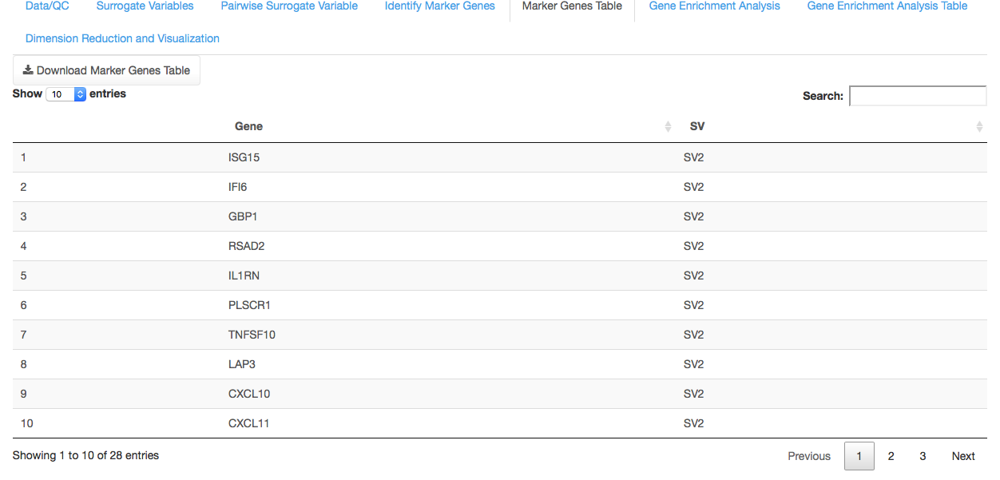 Data/QC Surrogate Variables Pairwise Surrogate Variable Identify Marker Genes Marker Genes Table Gene Enrichment Analysis Gene Enrichment Analysis Table
Dimension Reduction and Visualization
Download Marker Genes Table
Show 10 entries Search:
Gene SV
1 ISG15 SV2
2 IFI6 SV2
3 GBP1 SV2
4 RSAD2 SV2
5 IL1RN SV2
6 PLSCR1 SV2
7 TNFSF10 SV2
8 LAP3 SV2
9 CXCL10 SV2
10 CXCL11 SV2
Showing 1 to 10 of 28 entries Previous 1 2 3 Next